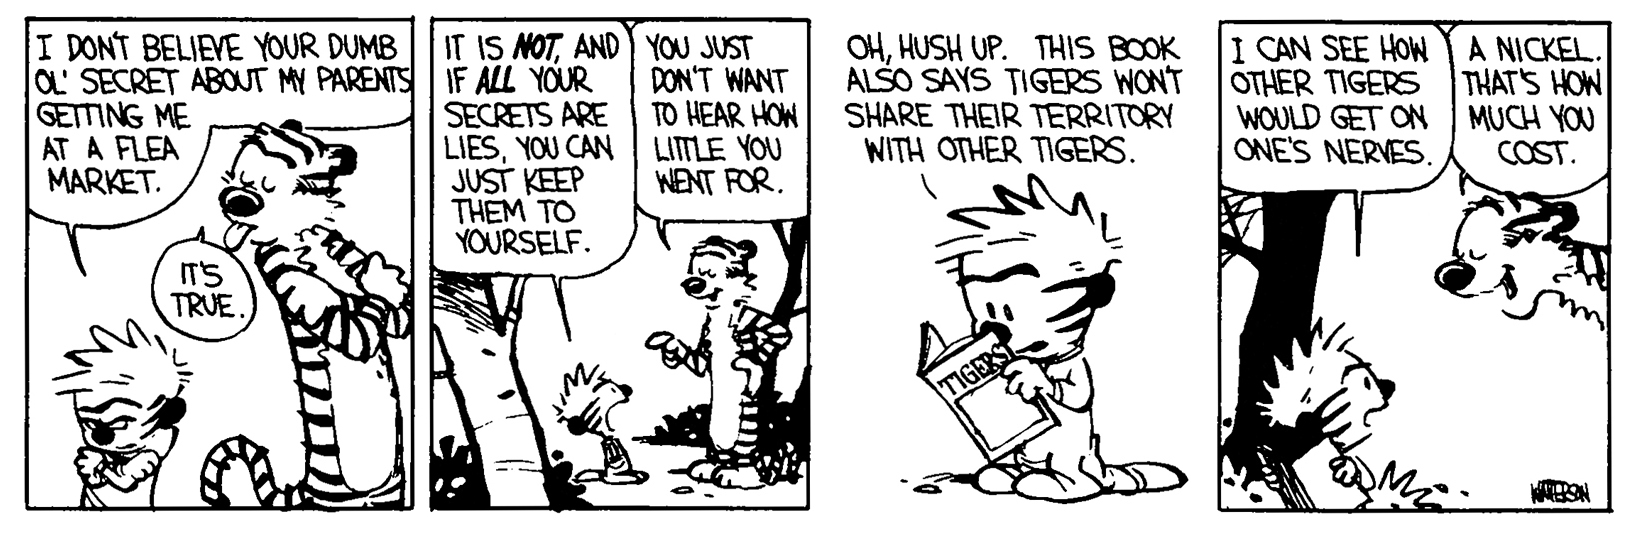 I DON'T BELIEVE YOUR DUMB
OL' SECRET ABOUT MY PARENTS
GETTING ME
AT A FLEA
MARKET.
IT'S
TRUE.
IT IS NOT, AND
IF ALL YOUR
SECRETS ARE
LIES, YOU CAN
JUST KEEP
THEM TO
YOURSELF.
YOU JUST
DON'T WANT
TO HEAR HOW
LITTLE YOU
WENT FOR.
OH, HUSH UP. THIS BOOK
ALSO SAYS TIGERS WON'T
SHARE THEIR TERRITORY
WITH OTHER TIGERS.
TIGERS
I CAN SEE HOW
OTHER TIGERS
WOULD GET ON
ONE'S NERVES.
A NICKEL.
THAT'S HOW
MUCH YOU
COST.
WATTERSON